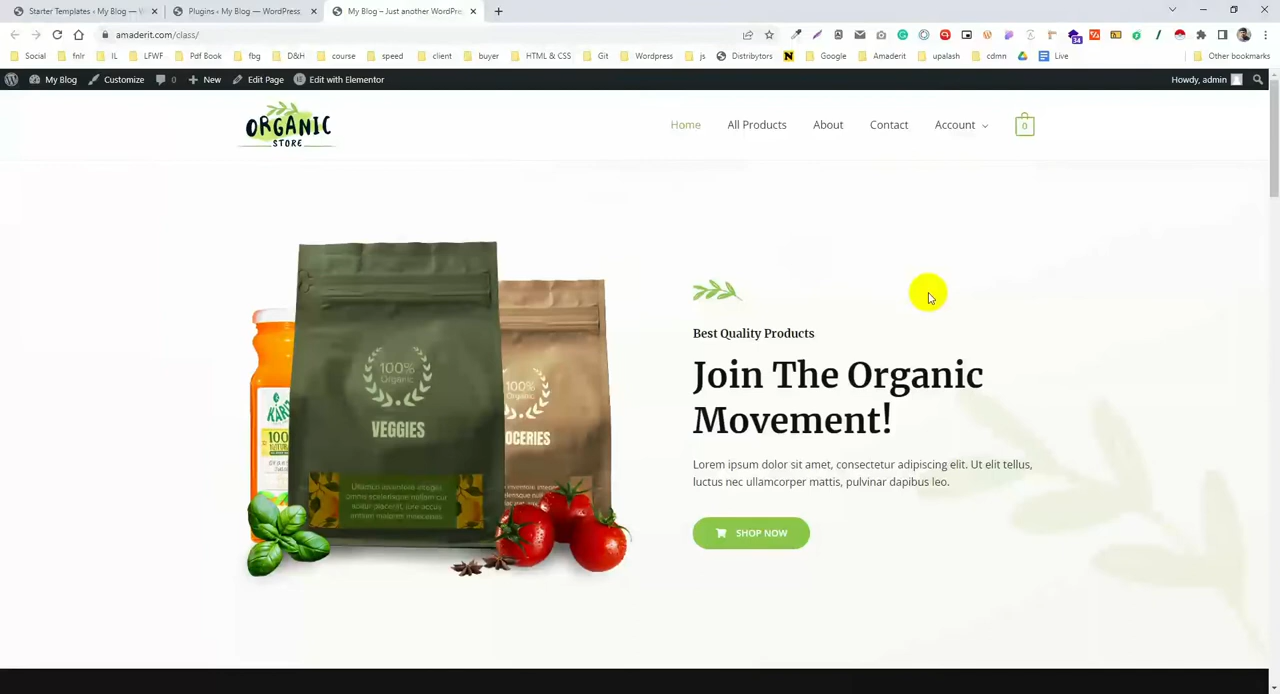 Starter Templates ‹ My Blog — W
Plugins ‹ My Blog — WordPress
My Blog – Just another WordPre
amaderit.com/class/
Social
fnlr
IL
LFWF
Pdf Book
fbg
D&H
course
speed
client
buyer
HTML & CSS
Git
Wordpress
js
Distribytors
Google
Amaderit
upalash
cdmn
Live
Other bookmarks
My Blog
Customize
0
New
Edit Page
Edit with Elementor
Howdy, admin
ORGANIC
STORE
Home
All Products
About
Contact
Account
0
100%
Organic
VEGGIES
100%
Organic
OCERIES
KAR
100
Best Quality Products
Join The Organic
Movement!
Lorem ipsum dolor sit amet, consectetur adipiscing elit. Ut elit tellus,
luctus nec ullamcorper mattis, pulvinar dapibus leo.
SHOP NOW